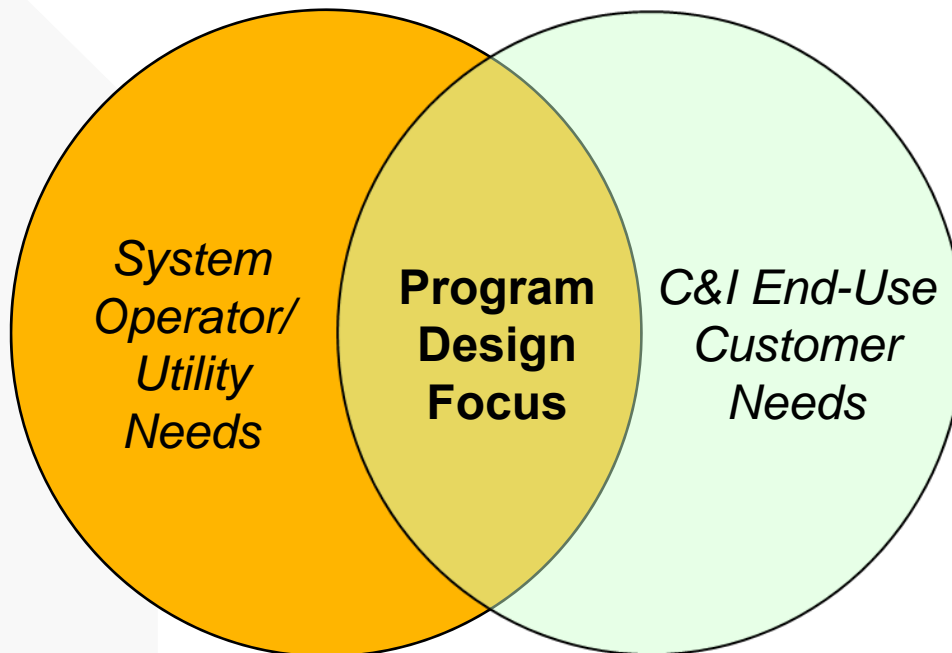 System
Operator/
Utility
Needs
Program
Design
Focus
C&I End-Use
Customer
Needs